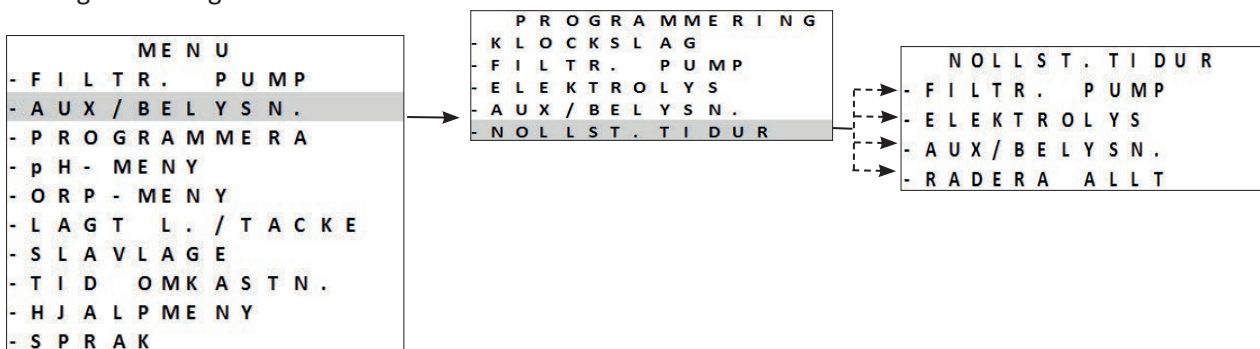 MENU
- FILTR. PUMP
- AUX/BELYSN.
- PROGRAMMERA
- pH- MENY
- ORP-MENY
- LAGT L./TACKE
- SLAVLAGE
- TID OMKASTN.
- HJALPMENY
- SPRAK
PROGRAMMERING
- KLOCKSLAG
- FILTR. PUMP
- ELEKTROLYS
- AUX/BELYSN.
- NOLLST. TIDUR
NOLLST. TIDUR
- FILTR. PUMP
- ELEKTROLYS
- AUX/BELYSN.
- RADERA ALLT